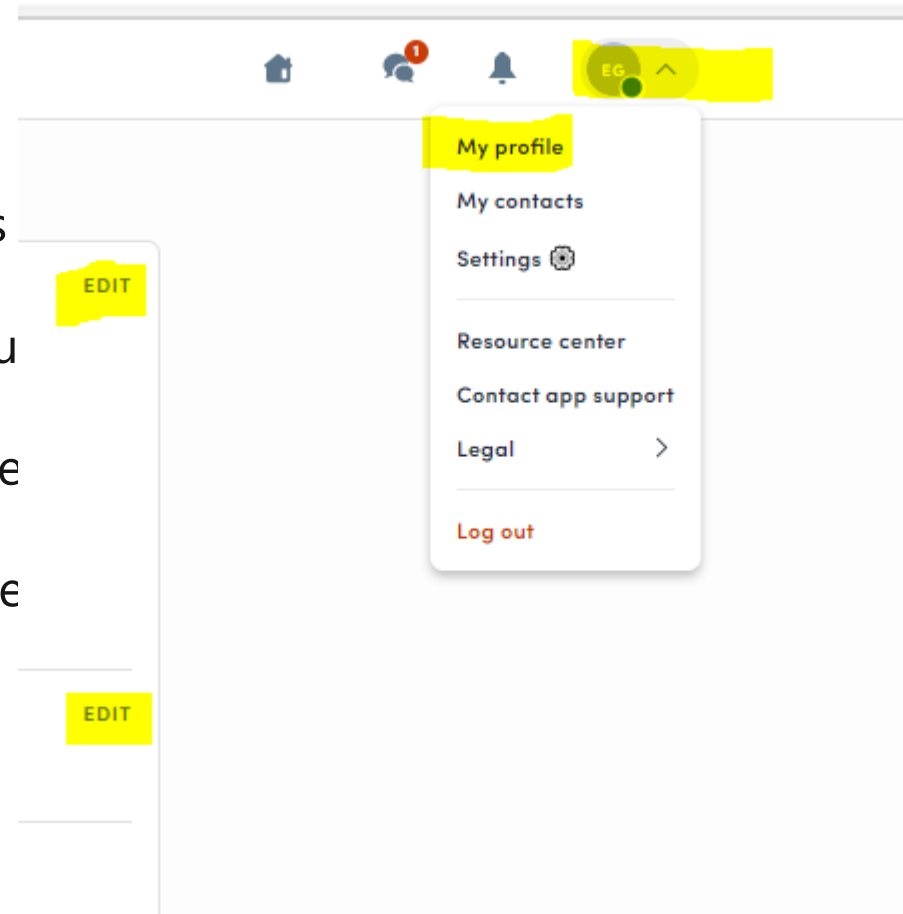 1
EG
My profile
My contacts
s
Settings
EDIT
Resource center
u
Contact app support
Legal
e
Log out
e
EDIT